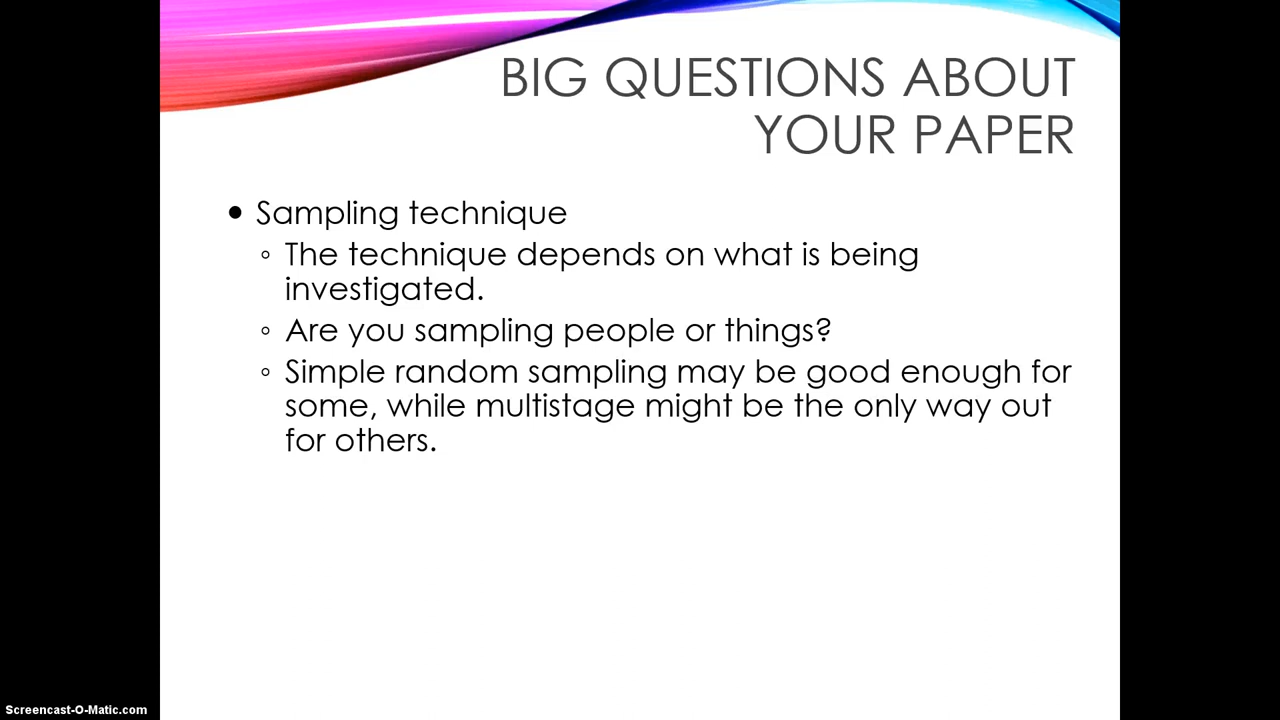 BIG QUESTIONS ABOUT
YOUR PAPER
• Sampling technique
◦ The technique depends on what is being
investigated.
◦ Are you sampling people or things?
◦ Simple random sampling may be good enough for
some, while multistage might be the only way out
for others.
Screencast-O-Matic.com